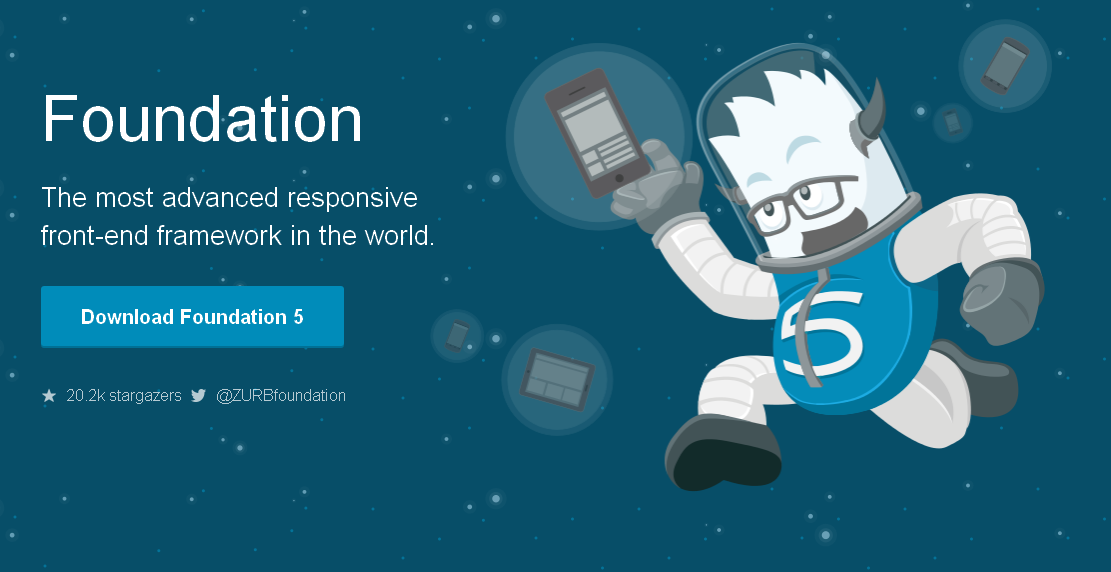 Foundation
The most advanced responsive
front-end framework in the world.
Download Foundation 5
20.2k stargazers @ZURBfoundation
5